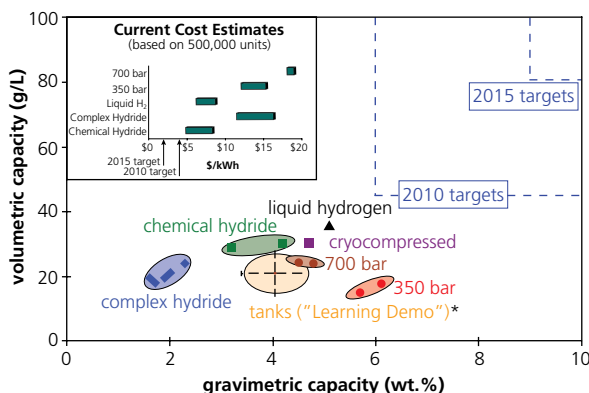 Current Cost Estimates
(based on 500,000 units)
700 bar
350 bar
Liquid H₂
Complex Hydride
Chemical Hydride
$0 $5 $10 $15 $20
2015 target
2010 target
$/kWh
volumetric capacity (g/L)
100
80
60
40
20
0
2015 targets
2010 targets
liquid hydrogen
chemical hydride
cryocompressed
700 bar
350 bar
complex hydride
tanks ("Learning Demo")*
0 2 4 6 8 10
gravimetric capacity (wt.%)